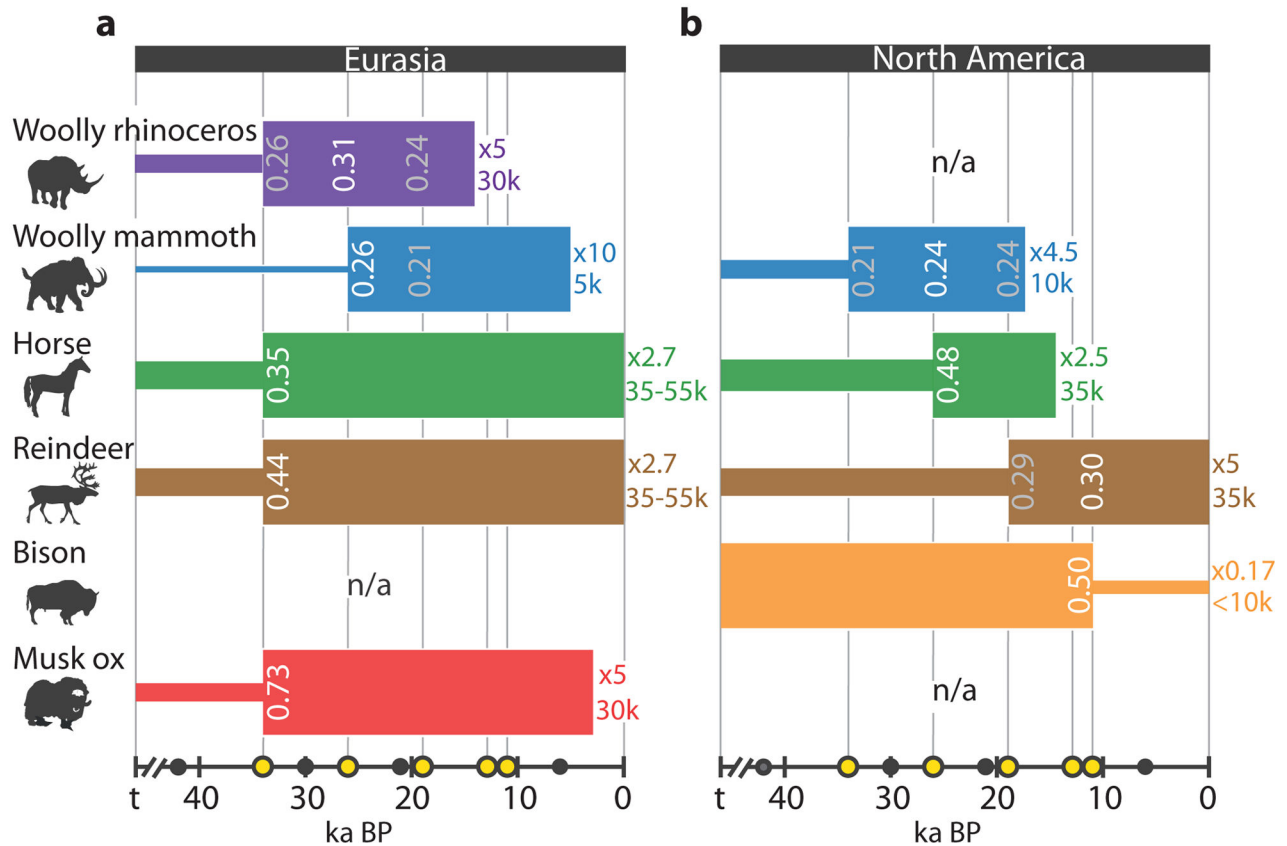 a
Eurasia
Woolly rhinoceros
0.26 0.31 0.24
x5
30k
Woolly mammoth
0.26 0.21
x10
5k
Horse
0.35
x2.7
35-55k
Reindeer
0.44
x2.7
35-55k
Bison
n/a
Musk ox
0.73
x5
30k
t 40 30 20 10 0
ka BP
b
North America
n/a
0.21 0.24 0.24
x4.5
10k
0.48
x2.5
35k
0.29 0.30
x5
35k
0.50
x0.17
<10k
n/a
t 40 30 20 10 0
ka BP